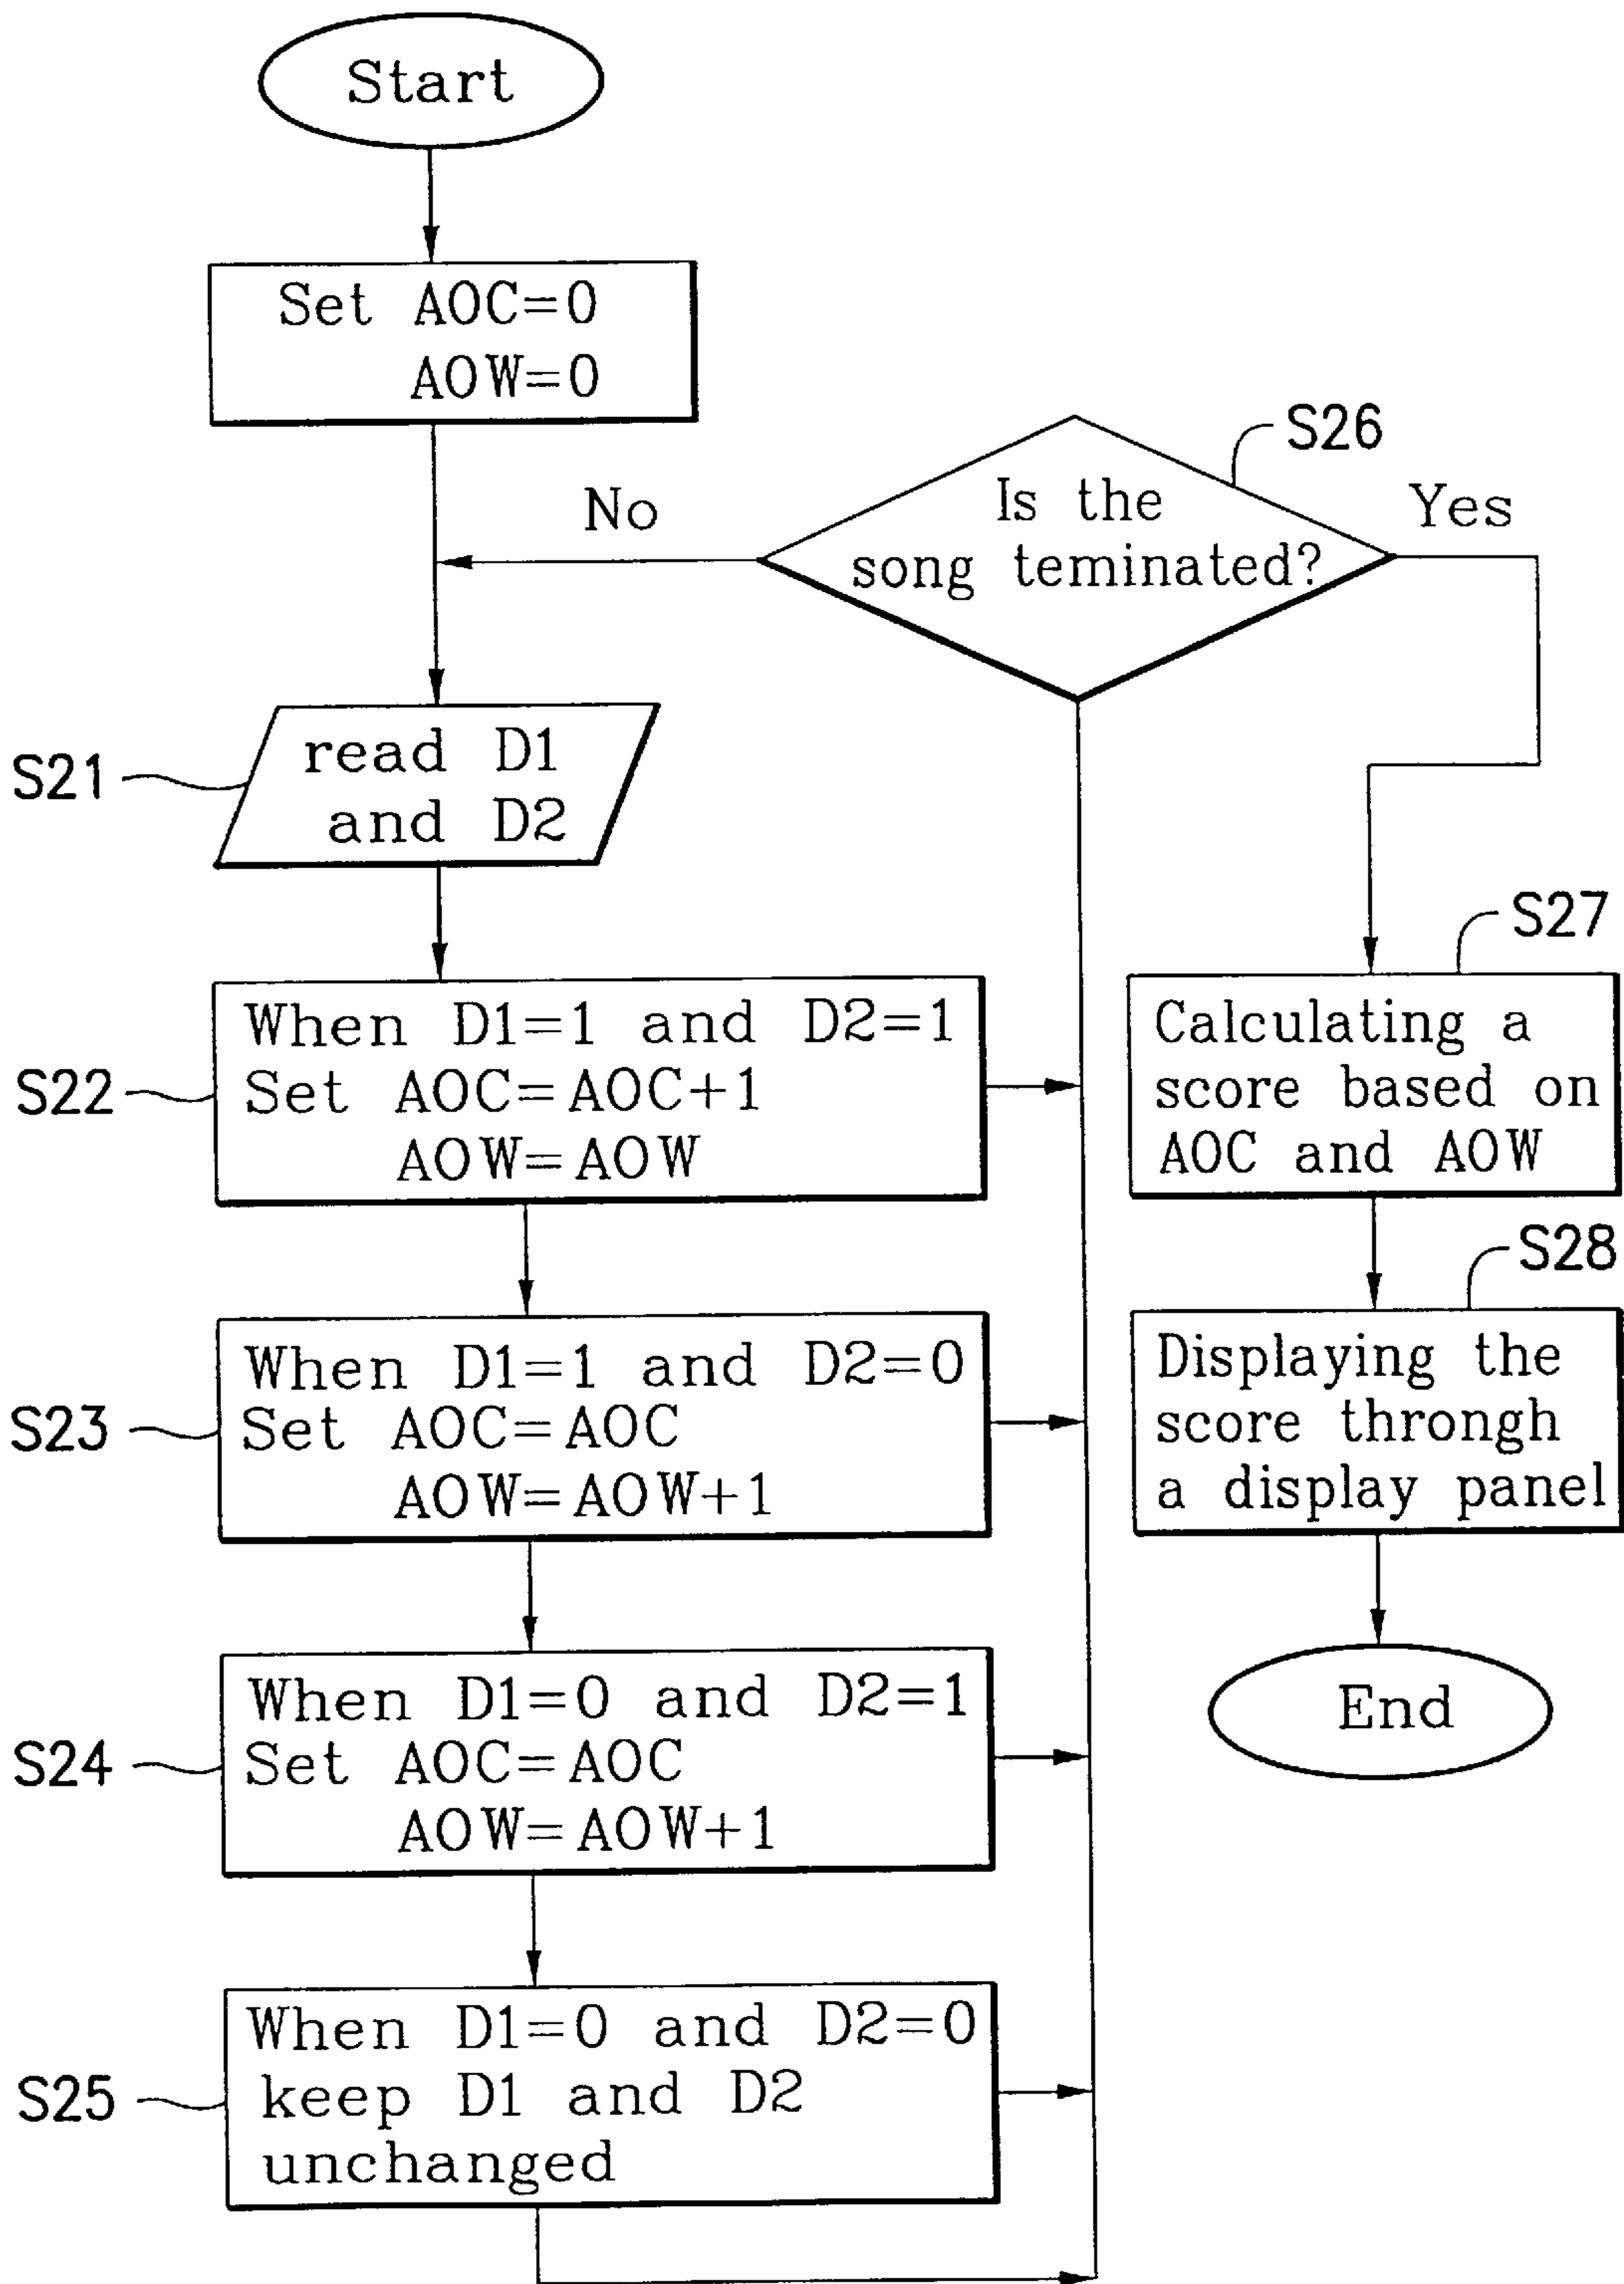 Start
Set AOC=0
AOW=0
S26
Is the
song teminated?
No
Yes
S21
read D1
and D2
S22
When D1=1 and D2=1
Set AOC=AOC+1
AOW=AOW
S23
When D1=1 and D2=0
Set AOC=AOC
AOW=AOW+1
S24
When D1=0 and D2=1
Set AOC=AOC
AOW=AOW+1
S25
When D1=0 and D2=0
keep D1 and D2
unchanged
S27
Calculating a
score based on
AOC and AOW
S28
Displaying the
score throngh
a display panel
End